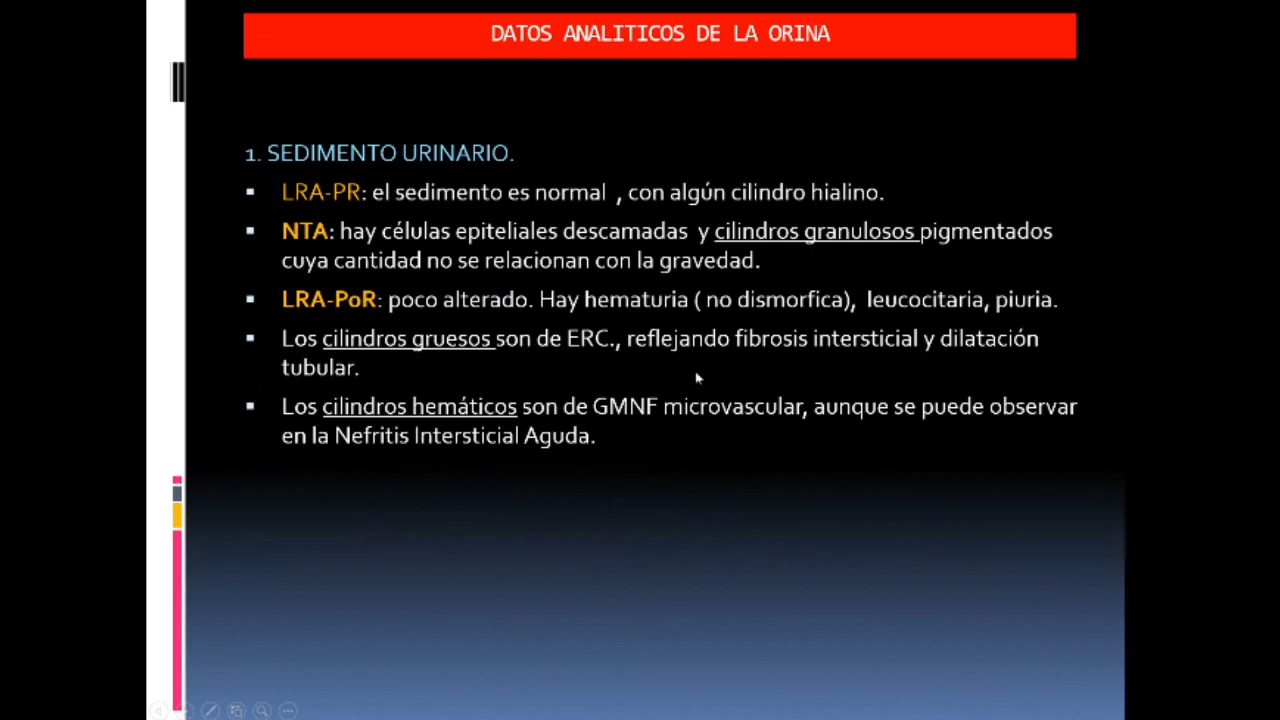 DATOS ANALITICOS DE LA ORINA
1. SEDIMENTO URINARIO.
▪ LRA-PR: el sedimento es normal , con algún cilindro hialino.
▪ NTA: hay células epiteliales descamadas y cilindros granulosos pigmentados
cuya cantidad no se relacionan con la gravedad.
▪ LRA-PoR: poco alterado. Hay hematuria ( no dismorfica), leucocitaria, piuria.
▪ Los cilindros gruesos son de ERC., reflejando fibrosis intersticial y dilatación
tubular.
▪ Los cilindros hemáticos son de GMNF microvascular, aunque se puede observar
en la Nefritis Intersticial Aguda.